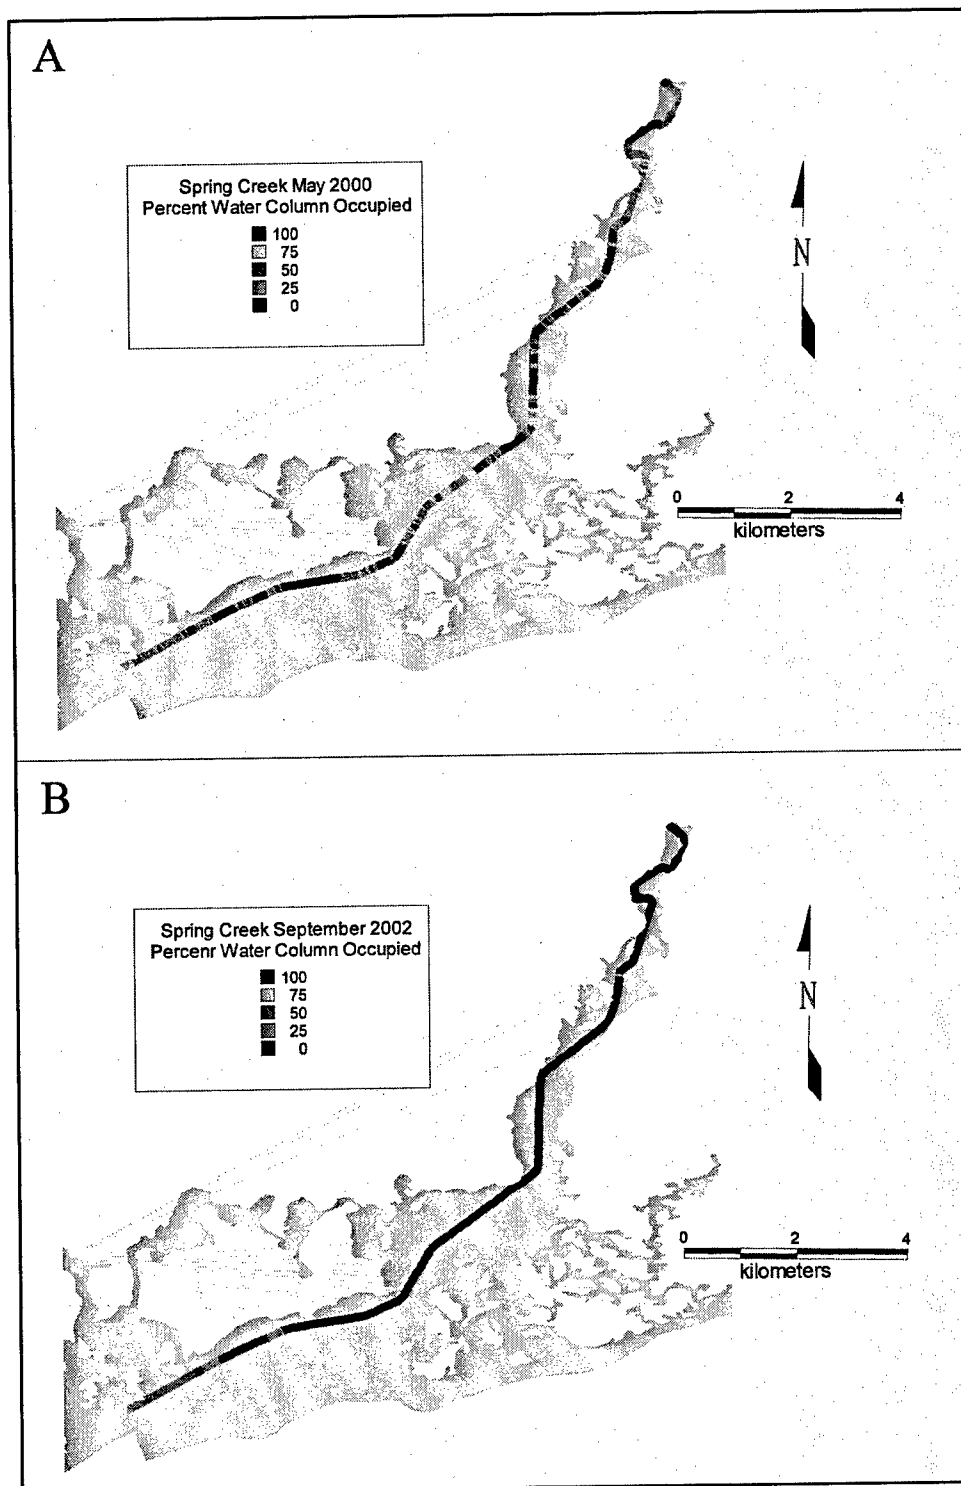 A
Spring Creek May 2000
Percent Water Column Occupied
100
75
50
25
0
N
0 2 4
kilometers
B
Spring Creek September 2002
Percenr Water Column Occupied
100
75
50
25
0
N
0 2 4
kilometers